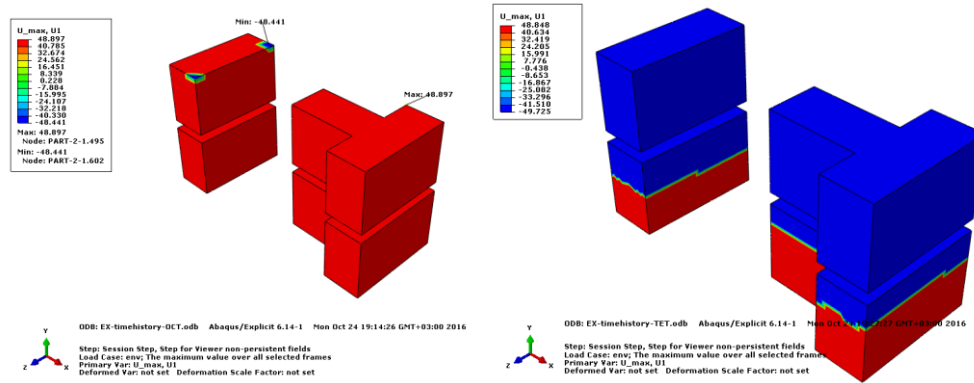 U_max, U1
48.897
40.785
32.674
24.562
16.451
8.339
0.228
-7.884
-15.995
-24.107
-32.218
-40.330
-48.441
Max: 48.897
Node: PART-2-1.495
Min: -48.441
Node: PART-2-1.602
Min: -48.441
Max: 48.897
Y
Z
X
ODB: EX-timehistory-OCT.odb Abaqus/Explicit 6.14-1 Mon Oct 24 19:14:26 GMT+03:00 2016
Step: Session Step, Step for Viewer non-persistent fields
Load Case: env; The maximum value over all selected frames
Primary Var: U_max, U1
Deformed Var: not set Deformation Scale Factor: not set
U_max, U1
48.848
40.634
32.419
24.205
15.991
7.776
-0.438
-8.653
-16.867
-25.082
-33.296
-41.510
-49.725
Y
Z
X
ODB: EX-timehistory-TET.odb Abaqus/Explicit 6.14-1 Mon Oct GMT+03:00 2016
Step: Session Step, Step for Viewer non-persistent fields
Load Case: env; The maximum value over all selected frames
Primary Var: U_max, U1
Deformed Var: not set Deformation Scale Factor: not set